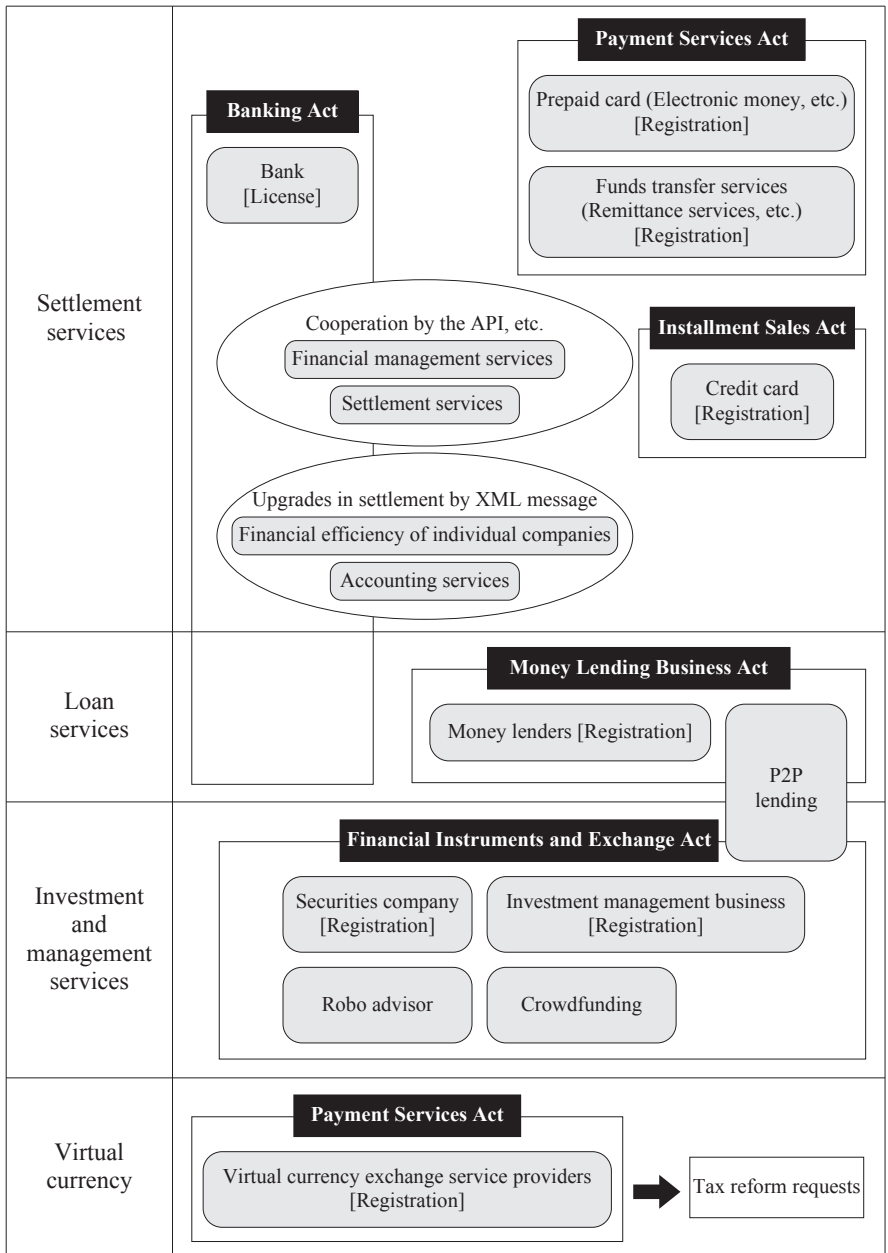 Settlement
services
Banking Act
Bank
[License]
Payment Services Act
Prepaid card (Electronic money, etc.)
[Registration]
Funds transfer services
(Remittance services, etc.)
[Registration]
Cooperation by the API, etc.
Financial management services
Settlement services
Installment Sales Act
Credit card
[Registration]
Upgrades in settlement by XML message
Financial efficiency of individual companies
Accounting services
Loan
services
Money Lending Business Act
Money lenders [Registration]
P2P
lending
Investment
and
management
services
Financial Instruments and Exchange Act
Securities company
[Registration]
Investment management business
[Registration]
Robo advisor
Crowdfunding
Virtual
currency
Payment Services Act
Virtual currency exchange service providers
[Registration]
Tax reform requests